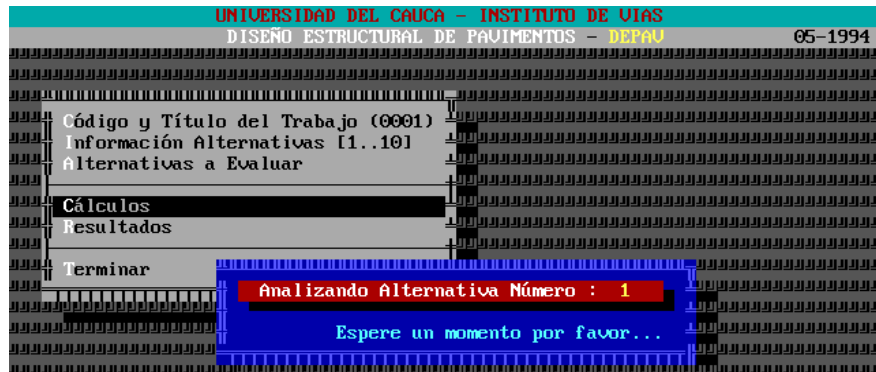 UNIVERSIDAD DEL CAUCA - INSTITUTO DE VIAS
DISEÑO ESTRUCTURAL DE PAVIMENTOS - DEPAV 05-1994
Código y Título del Trabajo (0001)
Información Alternativas [1..10]
Alternativas a Evaluar
Cálculos
Resultados
Terminar
Analizando Alternativa Número : 1
Espere un momento por favor...